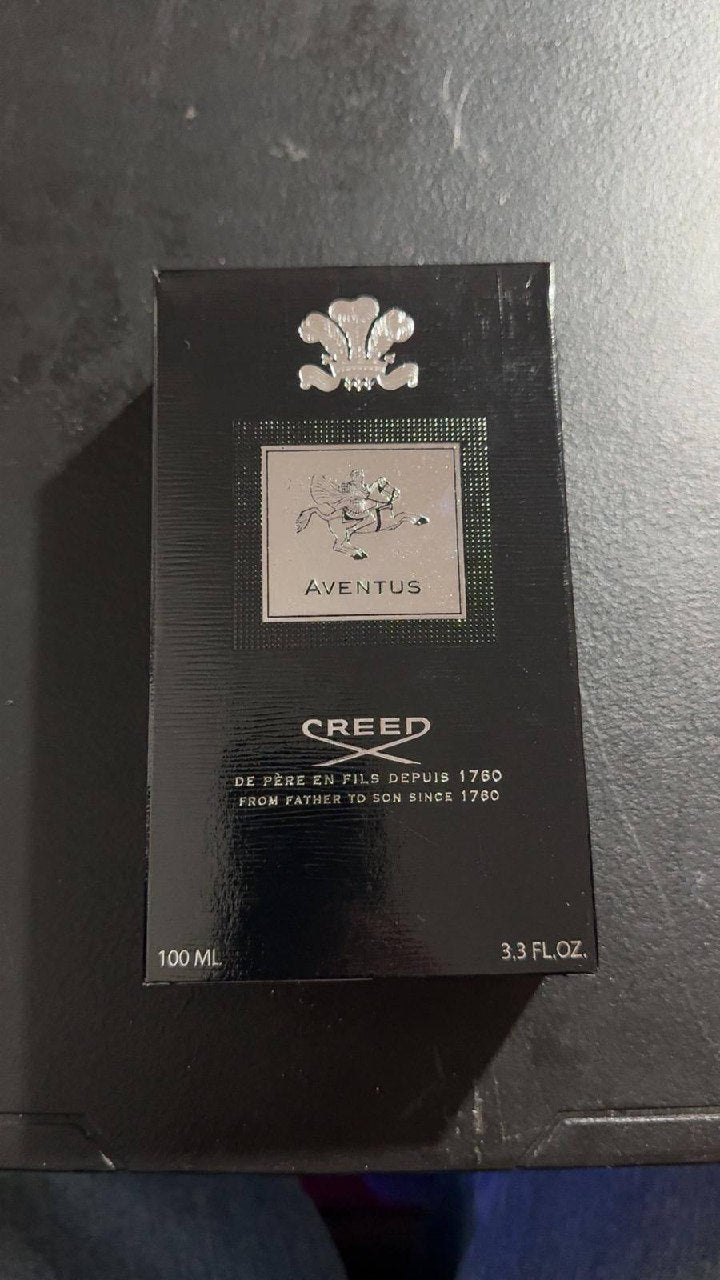 AVENTUS
CREED
DE PÈRE EN FILS DEPUIS 1760
FROM FATHER TO SON SINCE 1760
100 ML
3.3 FL.OZ.